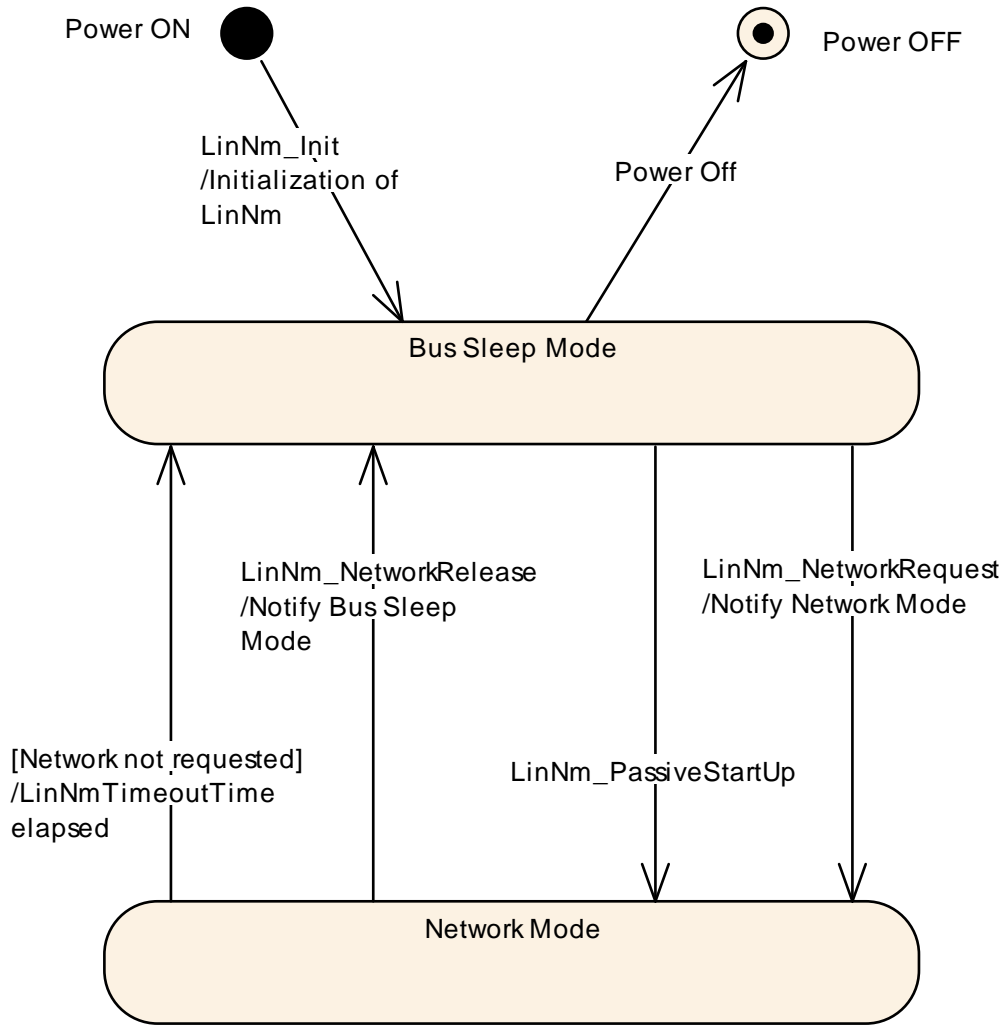 Power ON
Power OFF
LinNm_Init
/Initialization of
LinNm
Power Off
Bus Sleep Mode
LinNm_NetworkRelease
/Notify Bus Sleep
Mode
LinNm_NetworkRequest
/Notify Network Mode
[Network not requested]
/LinNmTimeoutTime
elapsed
LinNm_PassiveStartUp
Network Mode